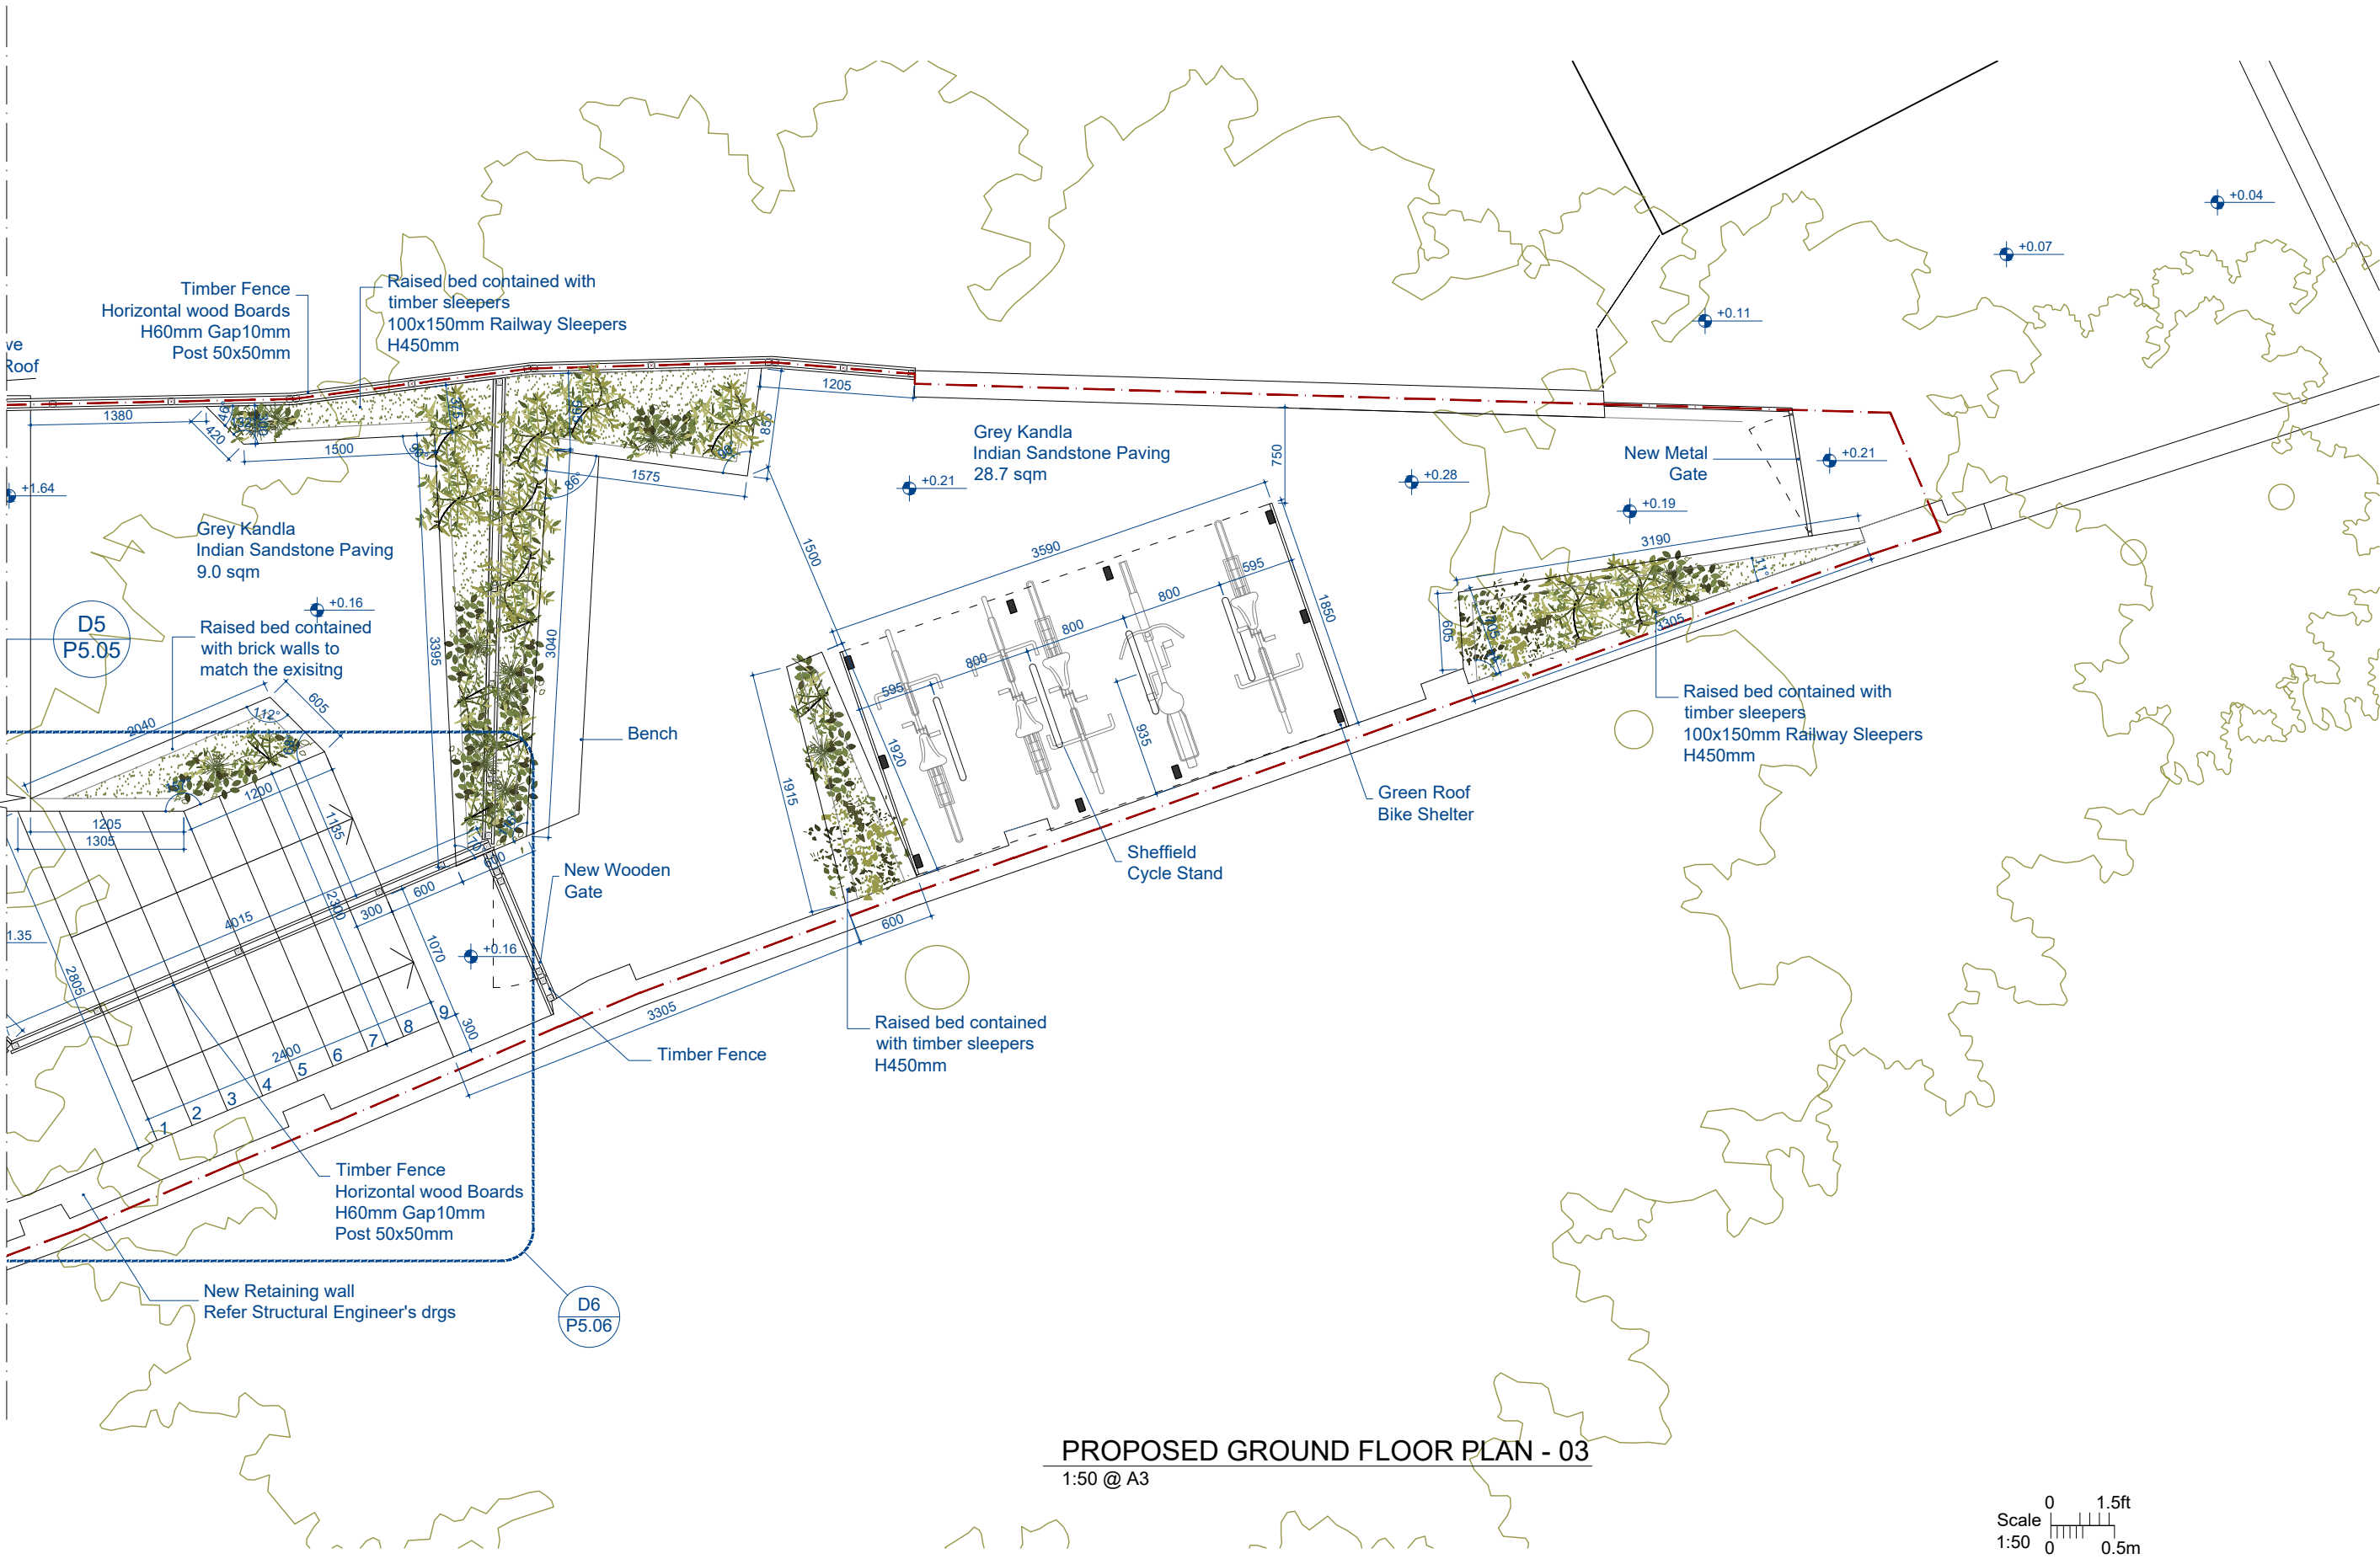 +0.04
+0.07
+0.11
Timber Fence
Horizontal wood Boards
H60mm Gap10mm
Post 50x50mm
Raised bed contained with
timber sleepers
100x150mm Railway Sleepers
H450mm
ve
Roof
1380
420
1500
1575
86°
855
1205
Grey Kandla
Indian Sandstone Paving
28.7 sqm
+0.21
750
+0.28
New Metal
Gate
+0.21
+0.19
+1.64
Grey Kandla
Indian Sandstone Paving
9.0 sqm
+0.16
D5
P5.05
Raised bed contained
with brick walls to
match the exisitng
3395
3040
1500
3590
595
800
800
800
595
1850
1920
935
1915
3190
605
11°
3305
Raised bed contained with
timber sleepers
100x150mm Railway Sleepers
H450mm
2040
112°
605
Bench
1200
1135
1205
1305
Green Roof
Bike Shelter
Sheffield
Cycle Stand
New Wooden
Gate
600
600
300
2300
4015
1070
2805
1.35
+0.16
600
3305
Raised bed contained
with timber sleepers
H450mm
Timber Fence
300
2400
1
2
3
4
5
6
7
8
9
Timber Fence
Horizontal wood Boards
H60mm Gap10mm
Post 50x50mm
New Retaining wall
Refer Structural Engineer's drgs
D6
P5.06
PROPOSED GROUND FLOOR PLAN - 03
1:50 @ A3
0 1.5ft
Scale
1:50
0 0.5m